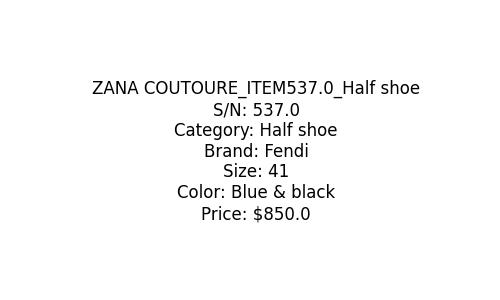 ZANA COUTOURE_ITEM537.0_Half shoe
S/N: 537.0
Category: Half shoe
Brand: Fendi
Size: 41
Color: Blue & black
Price: $850.0